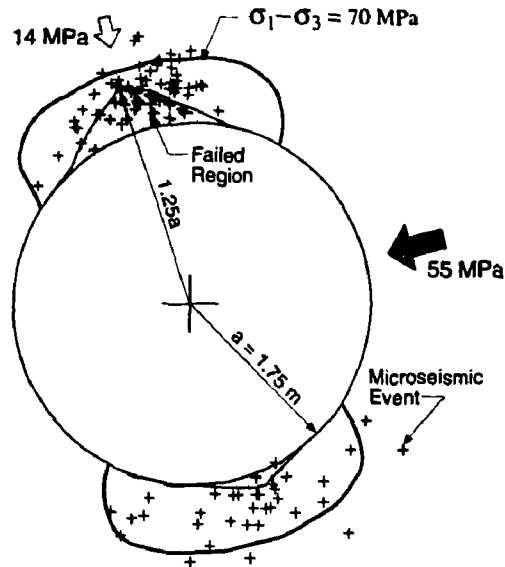 σ₁–σ₃ = 70 MPa
14 MPa
Failed
Region
1.25a
55 MPa
a = 1.75 m
Microseismic
Event